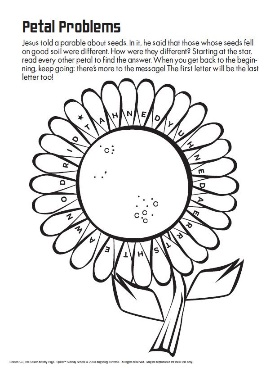 Petal Problems
Jesus told a parable about seeds. In it, he said that those whose seeds fell
on good soil were different. How were they different? Starting at the star,
read every other petal to find the answer. When you get back to the begin-
ning, keep going; there's more to the message! The first letter will be the last
letter too!
T A H N E D Y U H N E D A E R R T S H T E A W N O D R I D